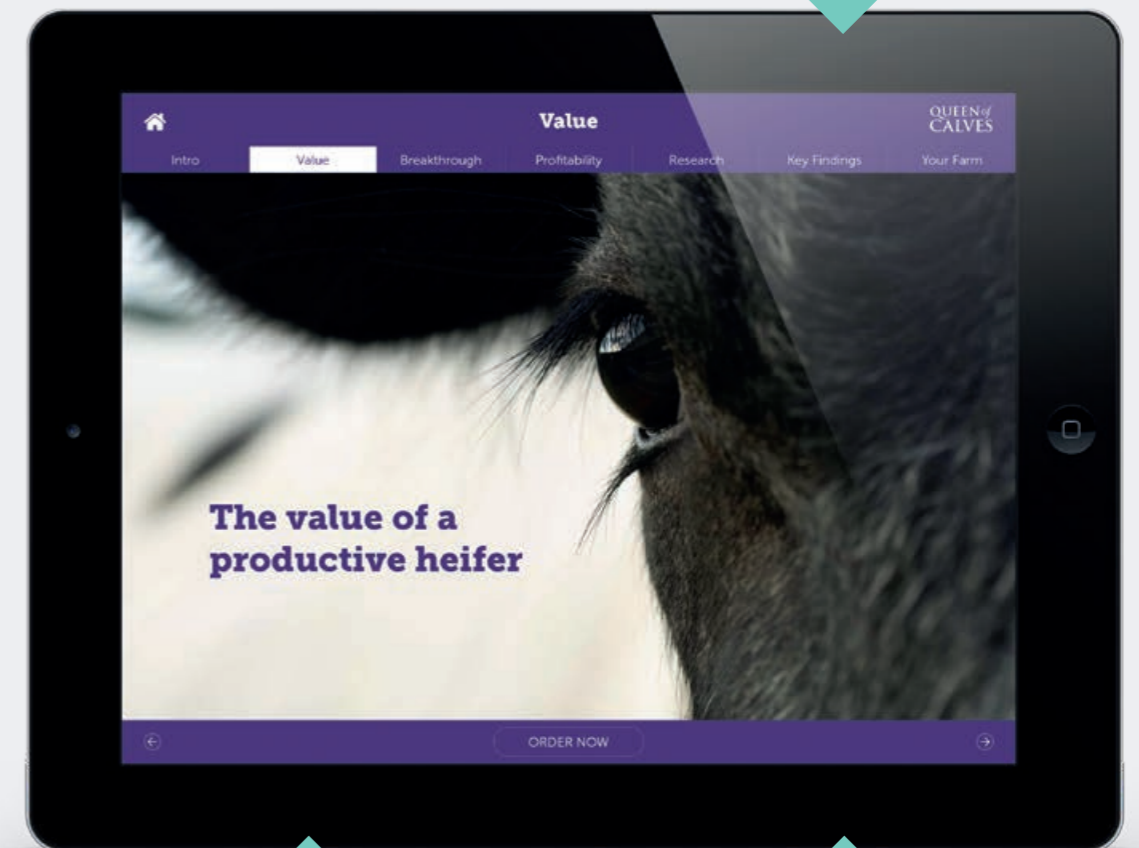 Value
QUEEN of
CALVES
Intro Value Breakthrough Profitability Research Key Findings Your Farm
The value of a
productive heifer
ORDER NOW